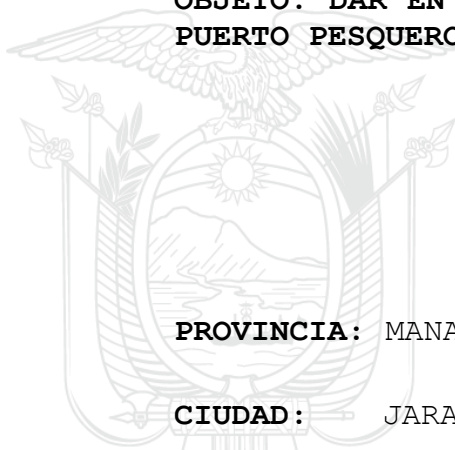 OBJETO: DAR EN
PUERTO PESQUERO
PROVINCIA: MANA
CIUDAD: JARA